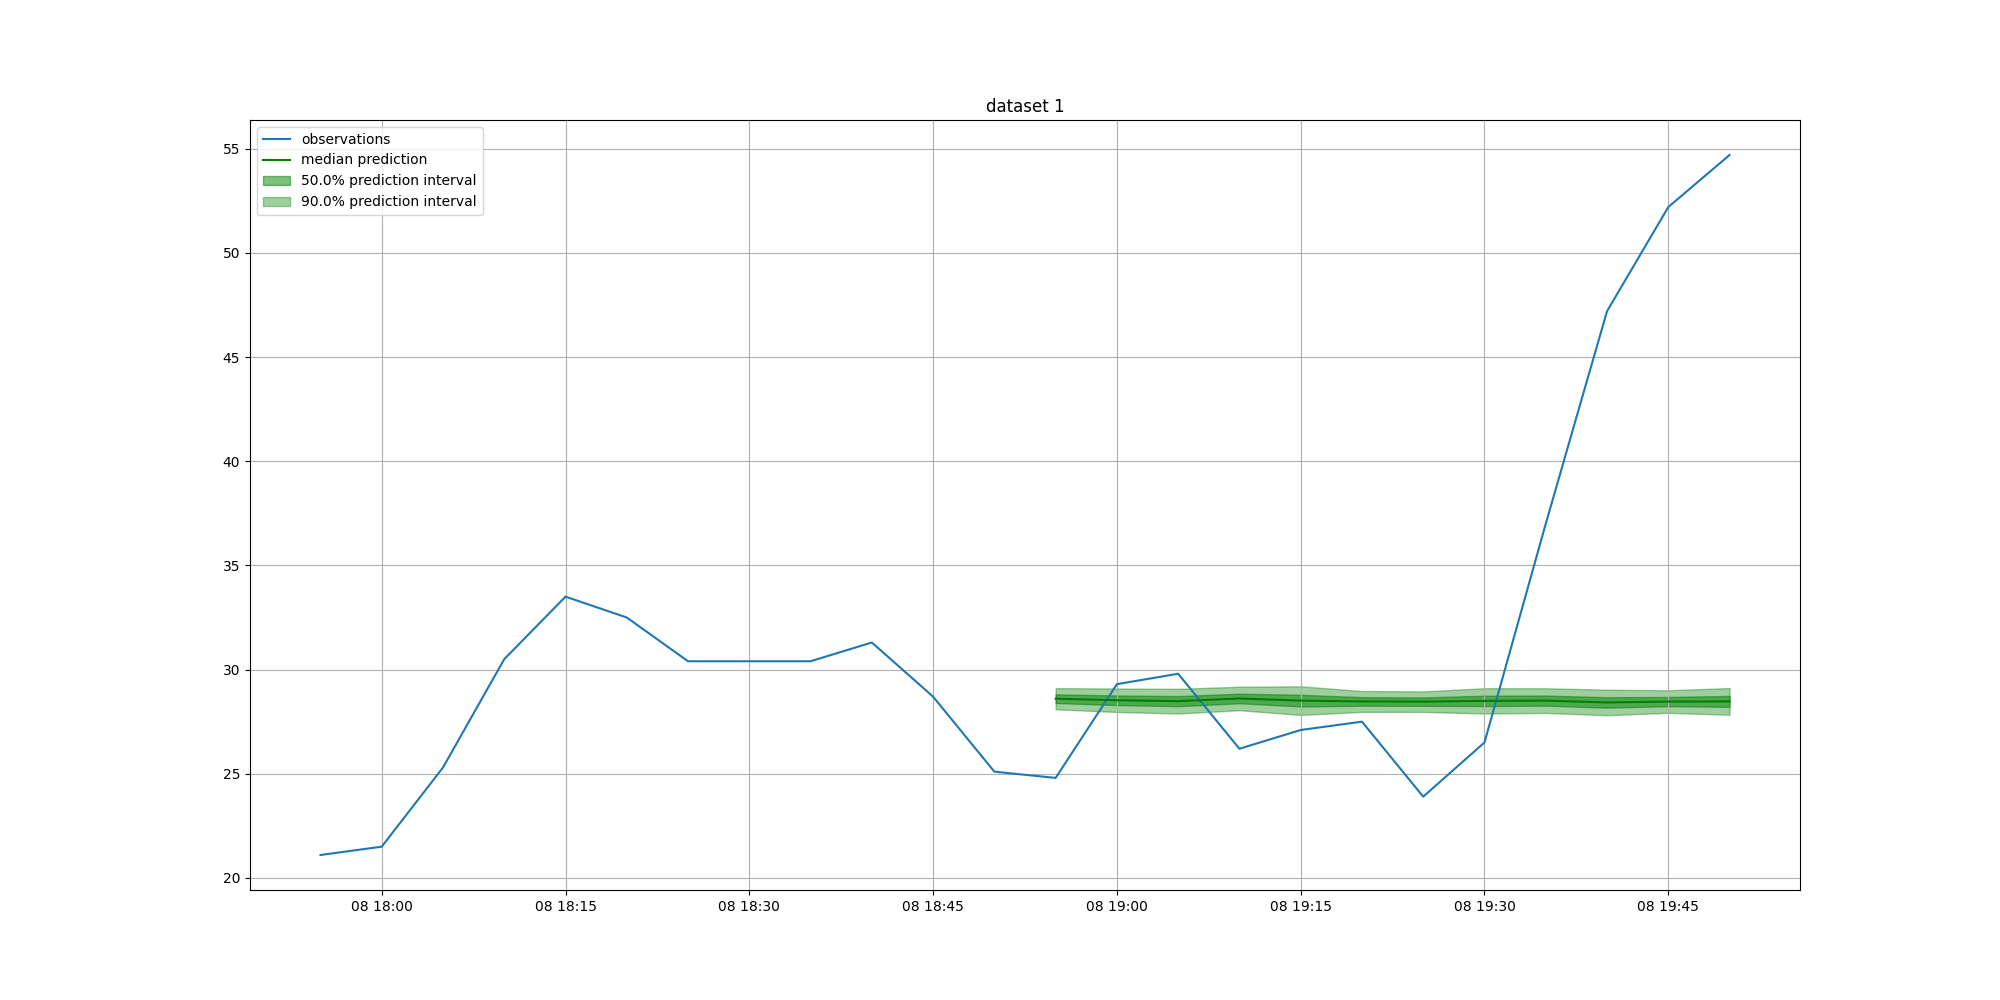 dataset 1
observations
median prediction
50.0% prediction interval
90.0% prediction interval
55
50
45
40
35
30
25
20
08 18:00 08 18:15 08 18:30 08 18:45 08 19:00 08 19:15 08 19:30 08 19:45